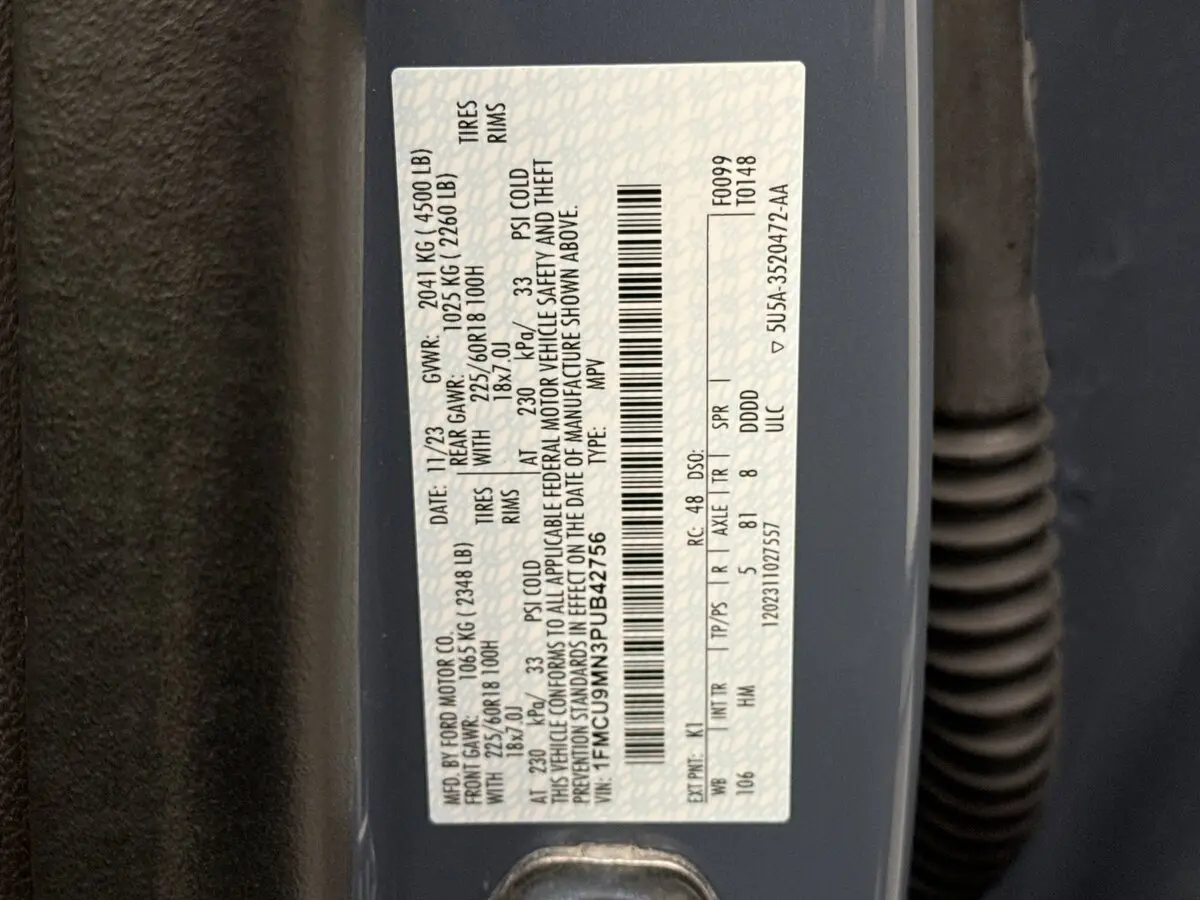 MFD. BY FORD MOTOR CO. DATE: 11/23 GVWR: 2041 KG ( 4500 LB)
FRONT GAWR: 1065 KG ( 2348 LB) REAR GAWR: 1025 KG ( 2260 LB)
WITH 225/60R18 100H TIRES WITH 225/60R18 100H TIRES
18x7.0J RIMS 18x7.0J RIMS
AT 230 kPa/ 33 PSI COLD AT 230 kPa/ 33 PSI COLD
THIS VEHICLE CONFORMS TO ALL APPLICABLE FEDERAL MOTOR VEHICLE SAFETY AND THEFT
PREVENTION STANDARDS IN EFFECT ON THE DATE OF MANUFACTURE SHOWN ABOVE.
VIN: 1FMCU9MN3PUB42756 TYPE: MPV
EXT PNT: K1 RC: 48 DSO:
WB INT TR TP/PS R AXLE TR SPR F0099
106 HM 5 81 8 DDDD T0148
1202311027557 ULC
▽ 5U5A-3520472-AA